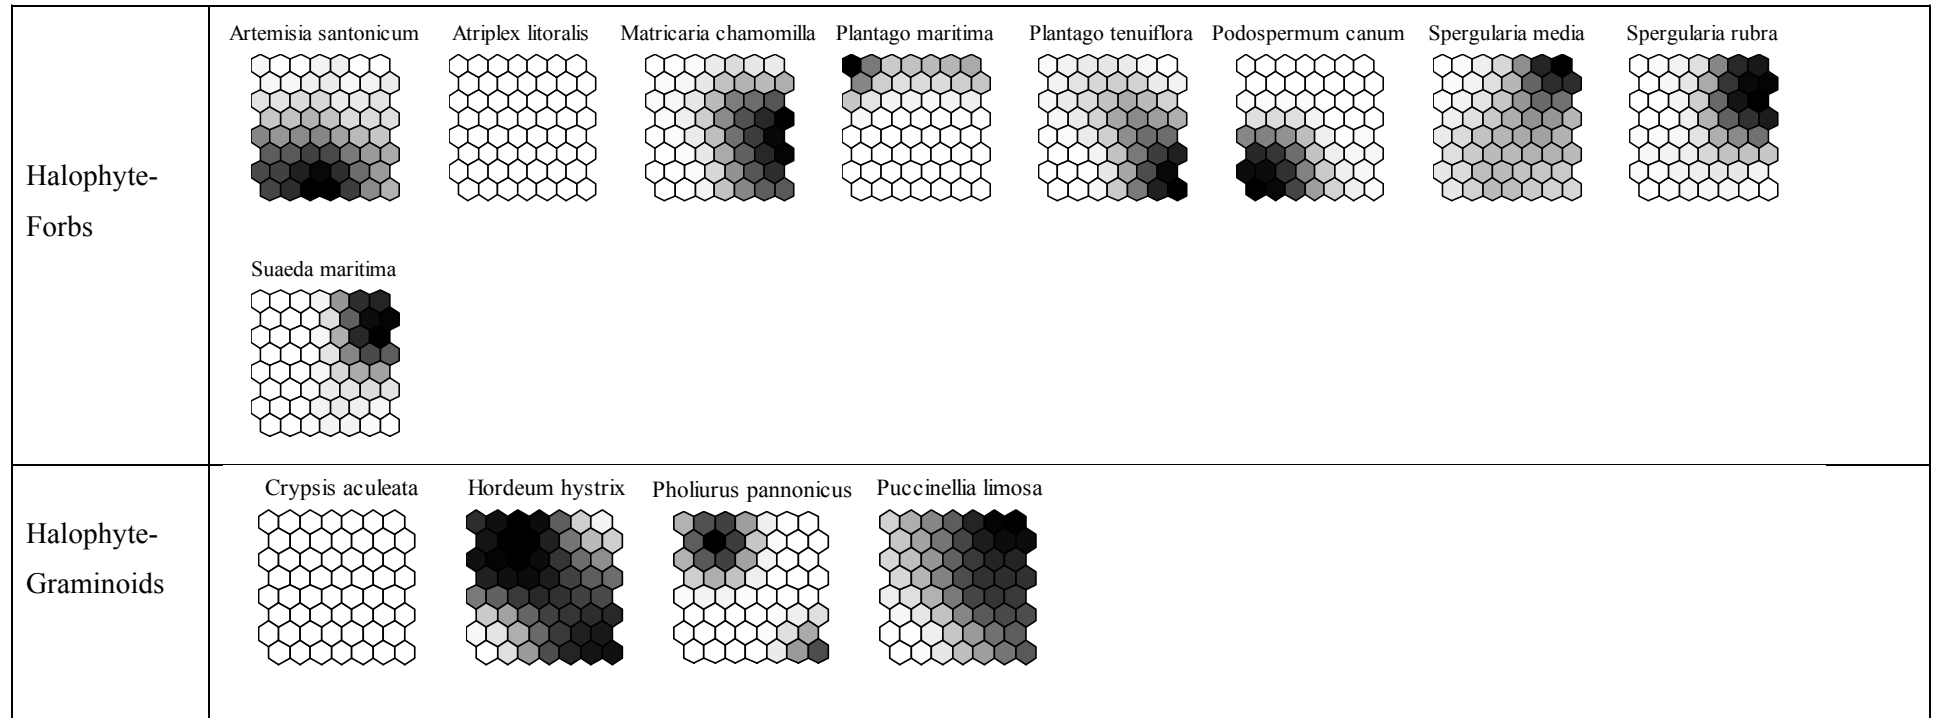 Halophyte-
Forbs
Artemisia santonicum
Atriplex litoralis
Matricaria chamomilla
Plantago maritima
Plantago tenuiflora
Podospermum canum
Spergularia media
Spergularia rubra
Suaeda maritima
Halophyte-
Graminoids
Crypsis aculeata
Hordeum hystrix
Pholiurus pannonicus
Puccinellia limosa